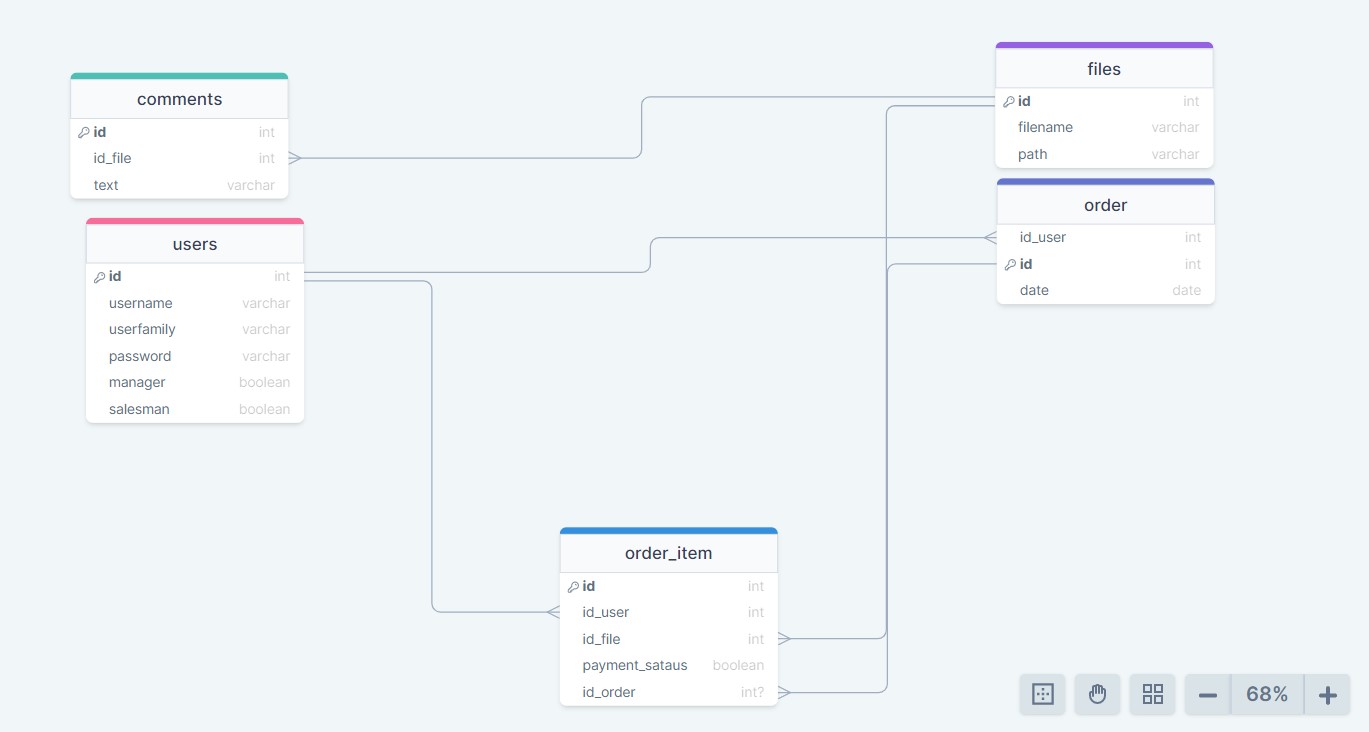 comments
id int
id_file int
text varchar
users
id int
username varchar
userfamily varchar
password varchar
manager boolean
salesman boolean
files
id int
filename varchar
path varchar
order
id_user int
id int
date date
order_item
id int
id_user int
id_file int
payment_sataus boolean
id_order int?
68%